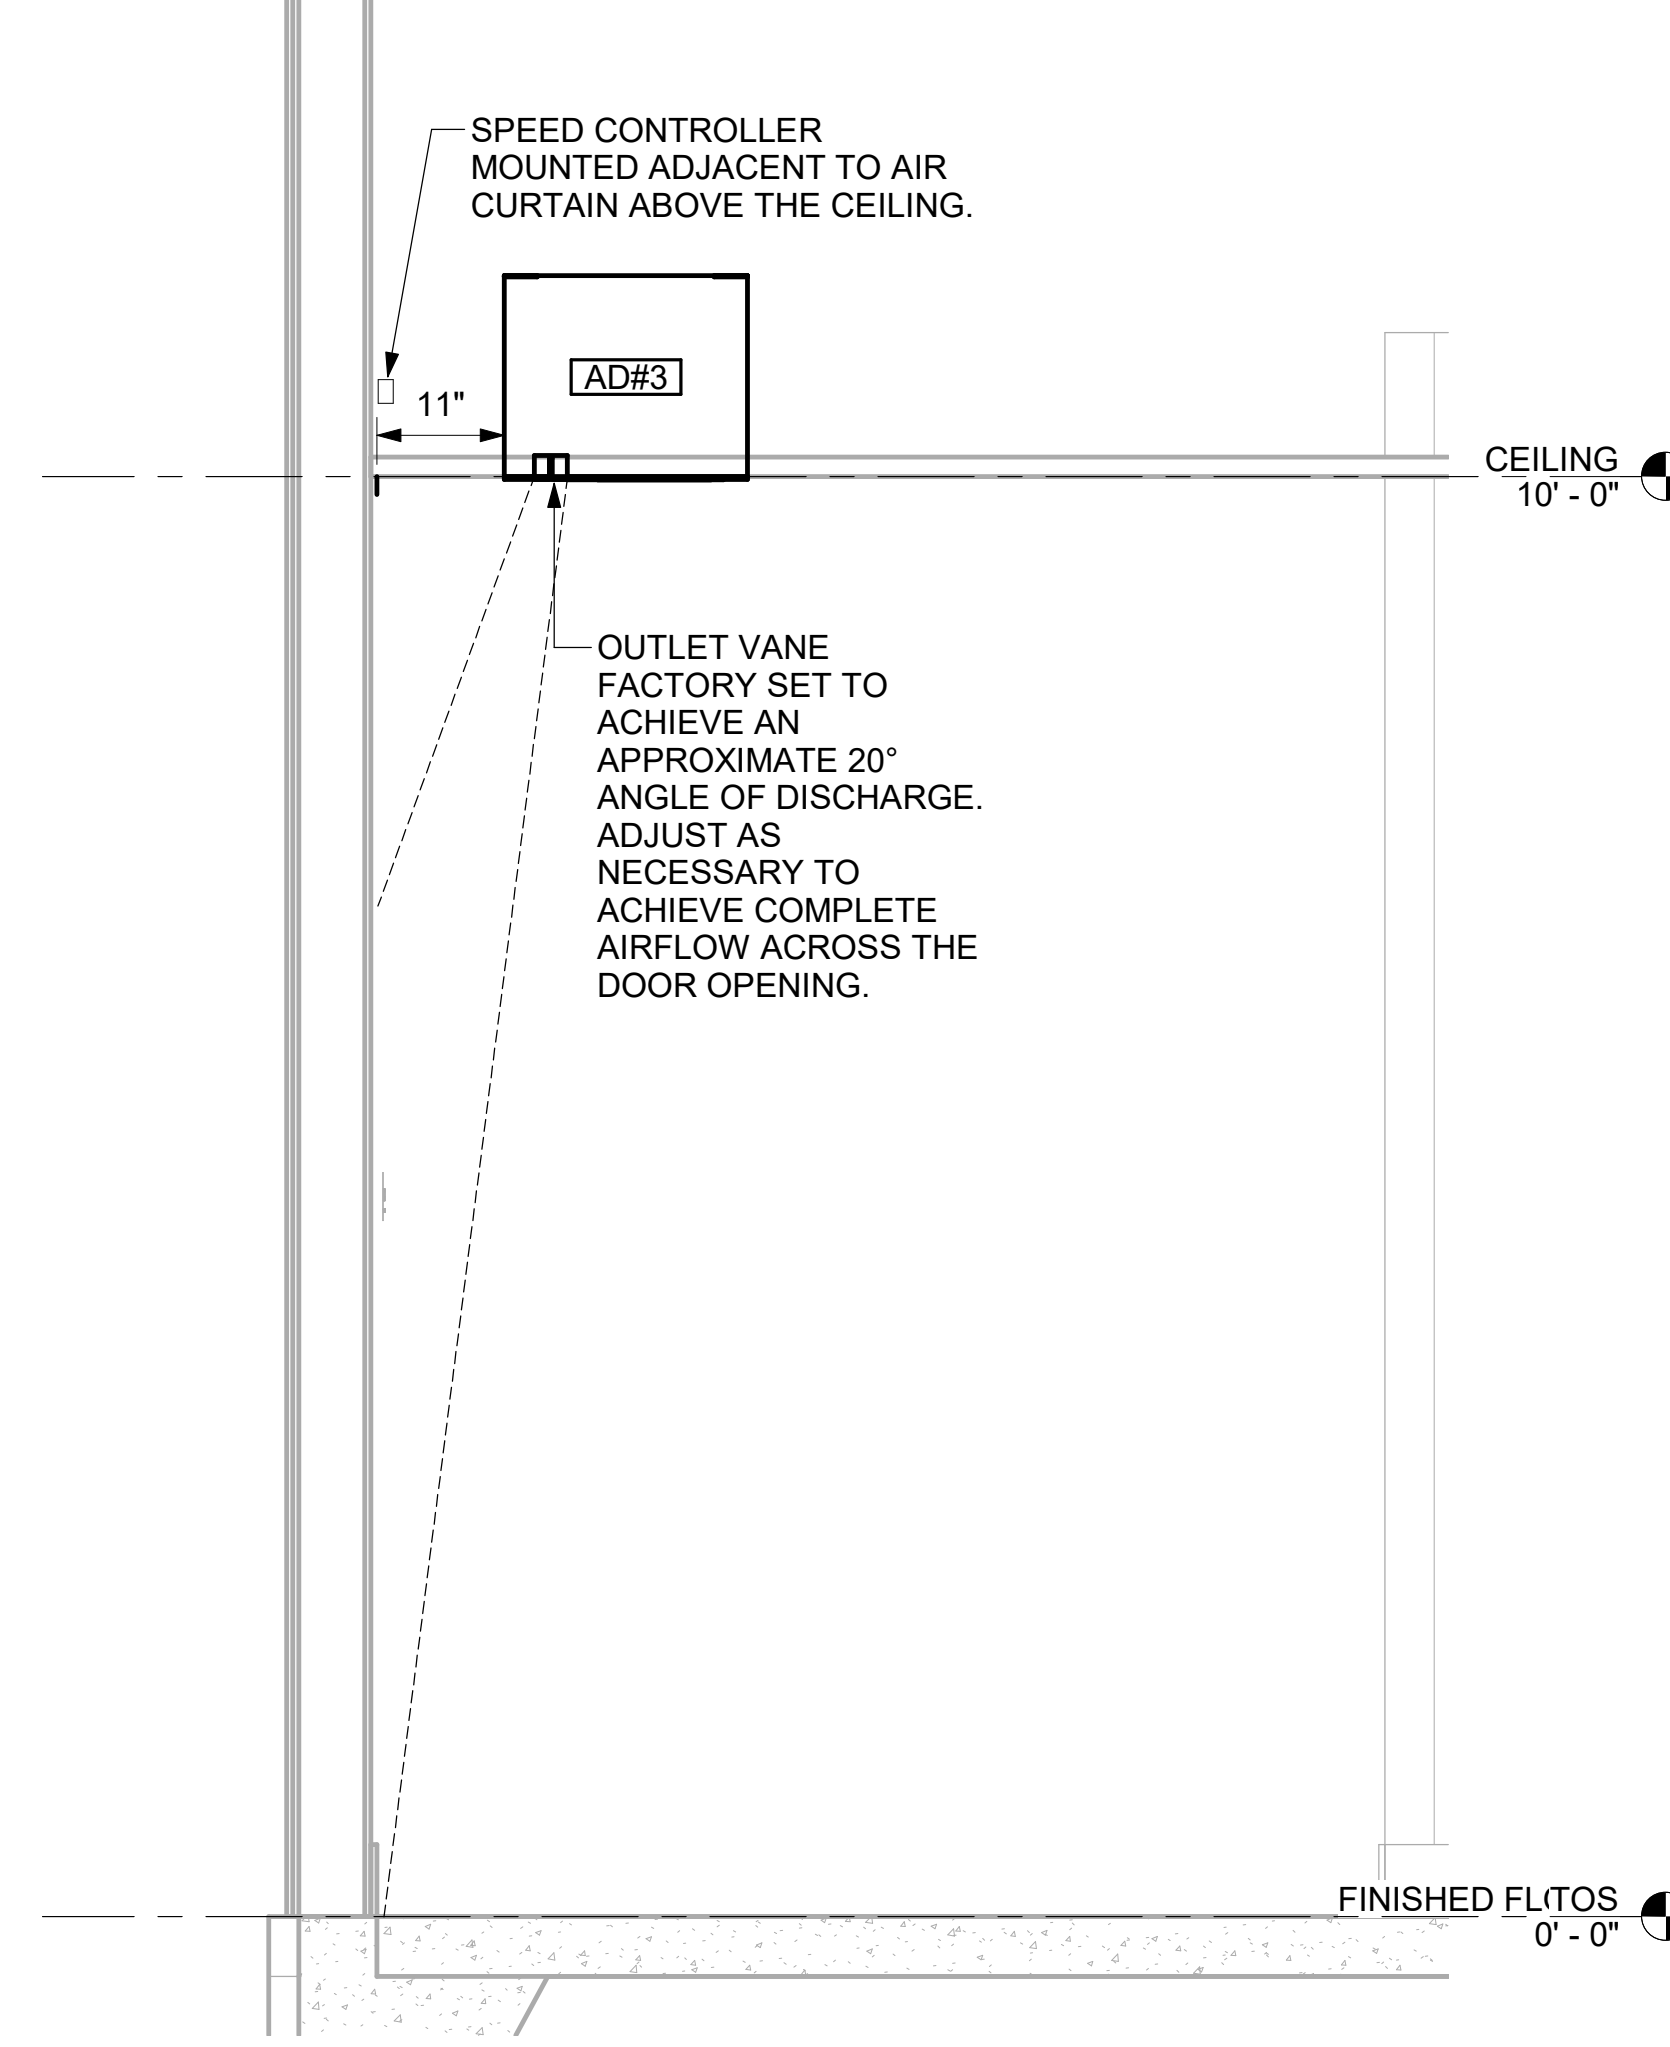 SPEED CONTROLLER
MOUNTED ADJACENT TO AIR
CURTAIN ABOVE THE CEILING.
AD#3
11"
CEILING
10' - 0"
OUTLET VANE
FACTORY SET TO
ACHIEVE AN
APPROXIMATE 20°
ANGLE OF DISCHARGE.
ADJUST AS
NECESSARY TO
ACHIEVE COMPLETE
AIRFLOW ACROSS THE
DOOR OPENING.
FINISHED TOS
0' - 0"